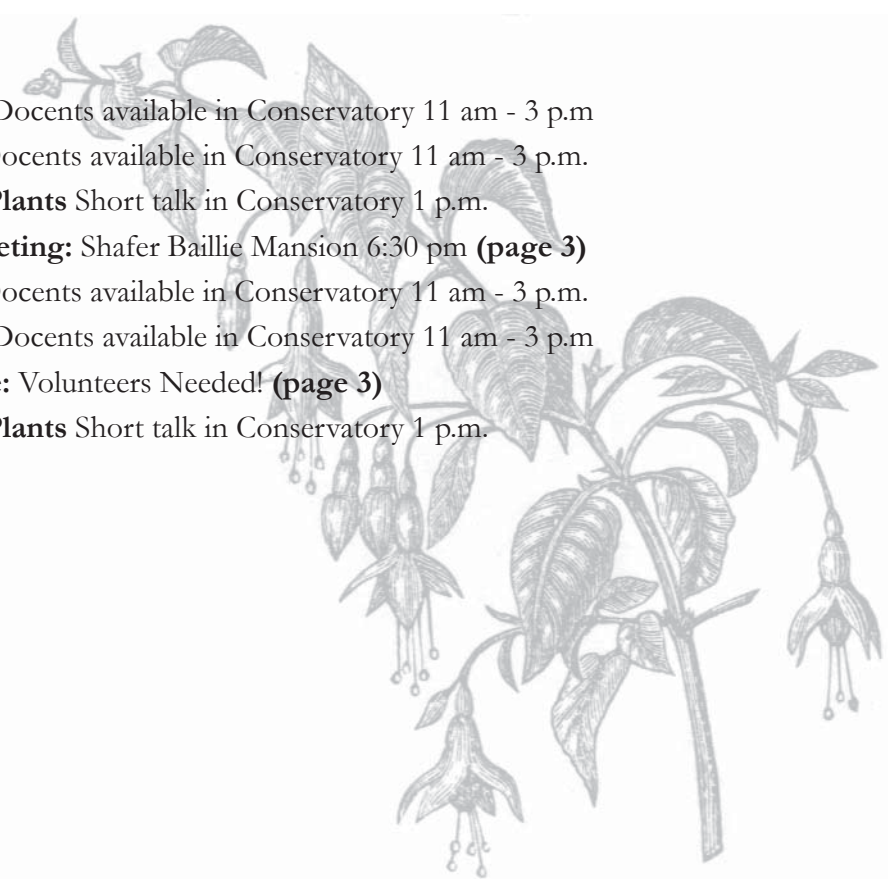 Docents available in Conservatory 11 am - 3 p.m
ocents available in Conservatory 11 am - 3 p.m.
Plants Short talk in Conservatory 1 p.m.
eting: Shafer Baillie Mansion 6:30 pm (page 3)
ocents available in Conservatory 11 am - 3 p.m.
Docents available in Conservatory 11 am - 3 p.m
: Volunteers Needed! (page 3)
Plants Short talk in Conservatory 1 p.m.